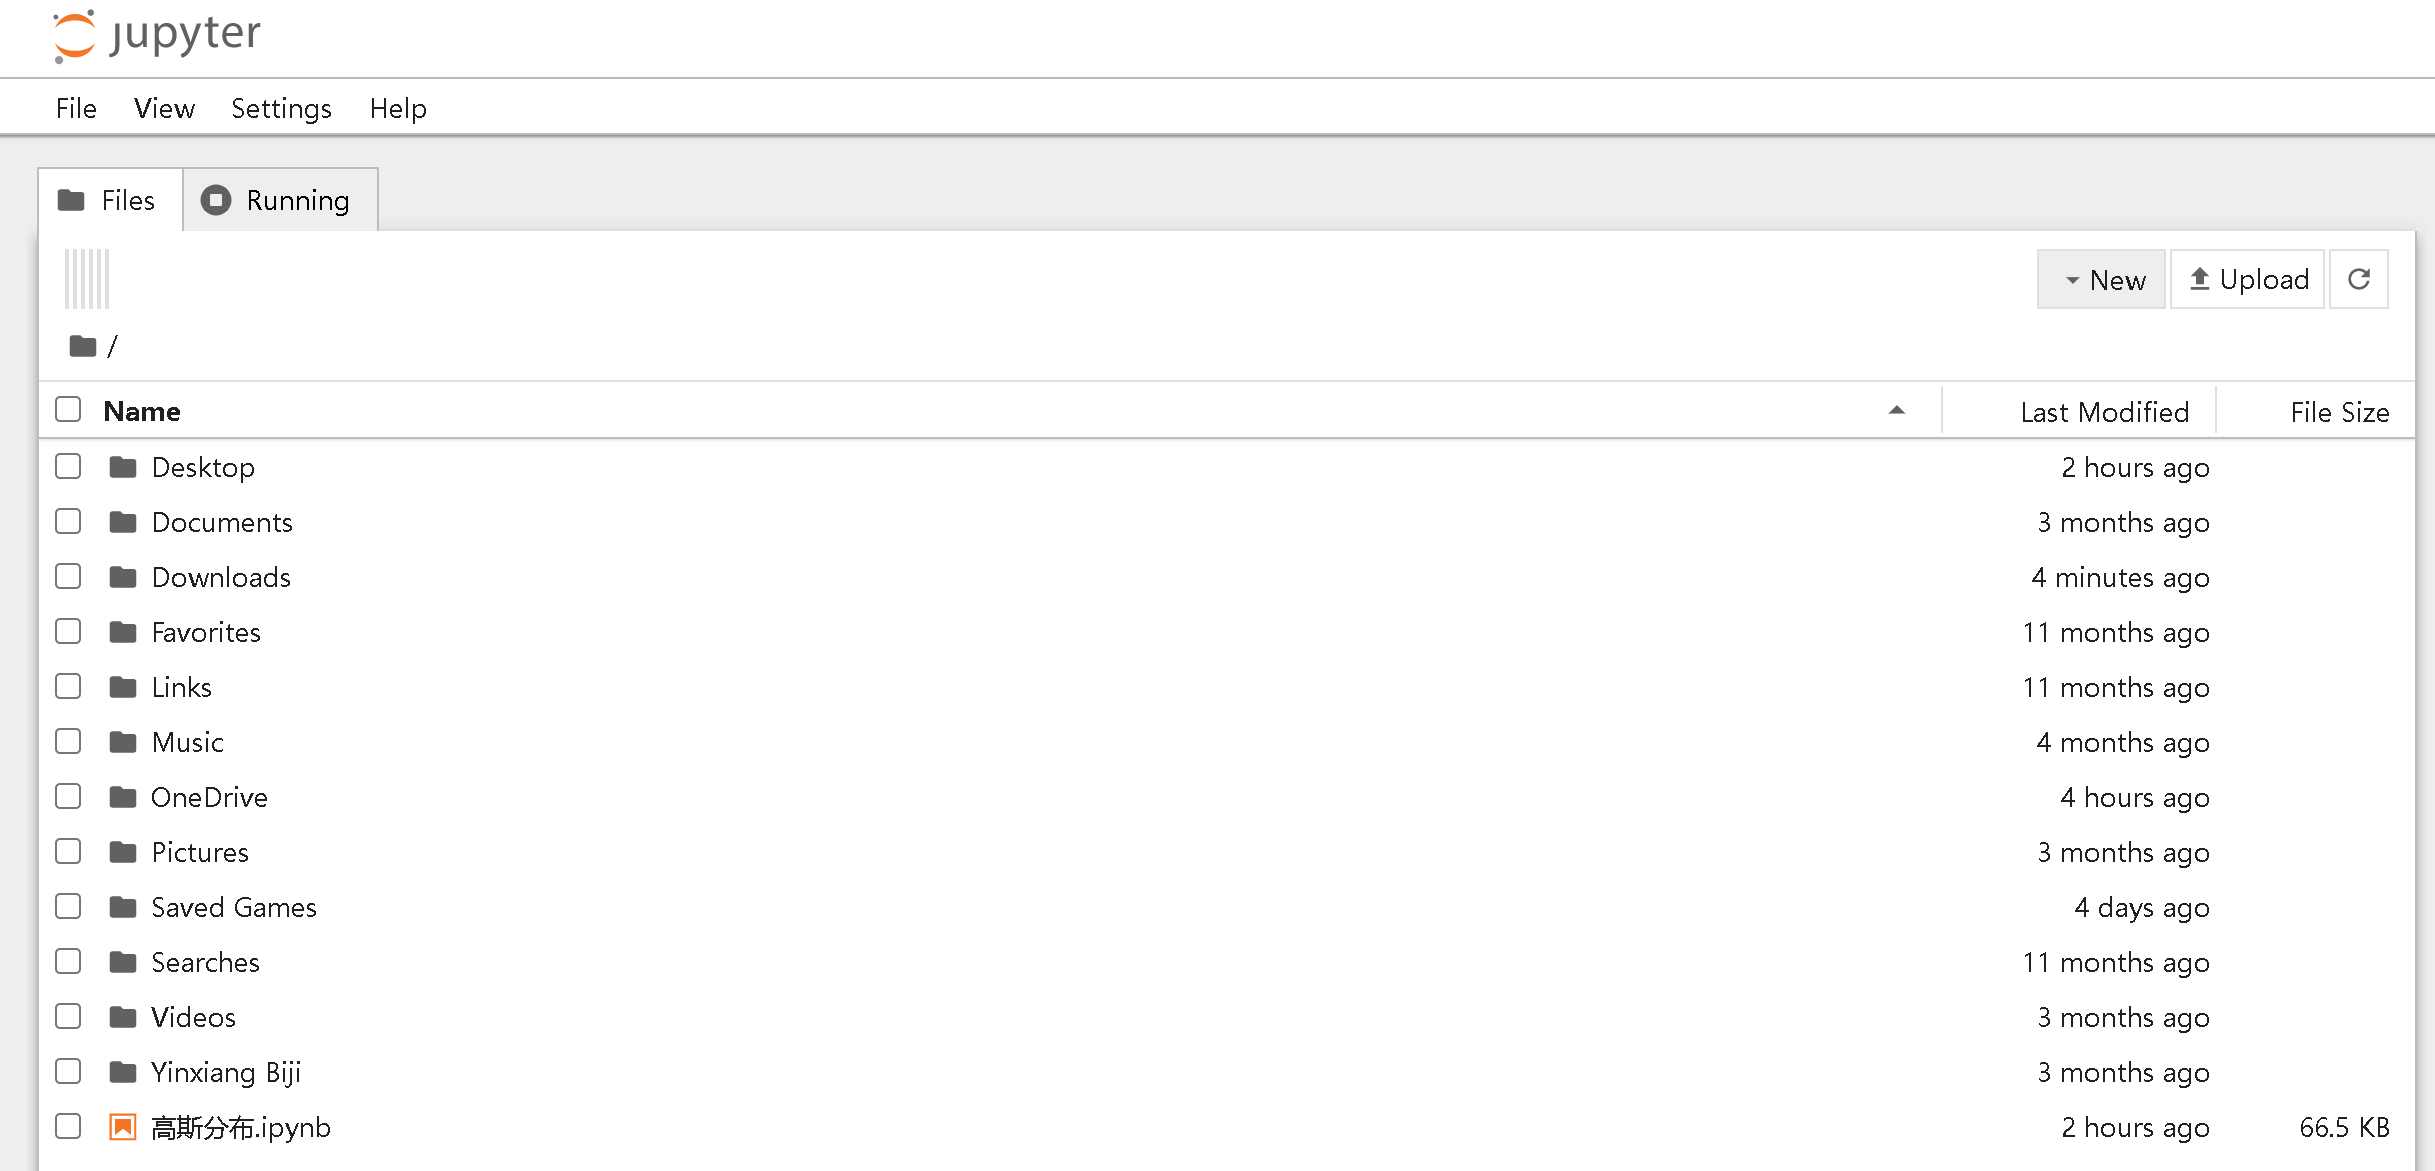 jupyter
File View Settings Help
Files Running
New Upload
/
Name Last Modified File Size
Desktop 2 hours ago
Documents 3 months ago
Downloads 4 minutes ago
Favorites 11 months ago
Links 11 months ago
Music 4 months ago
OneDrive 4 hours ago
Pictures 3 months ago
Saved Games 4 days ago
Searches 11 months ago
Videos 3 months ago
Yinxiang Biji 3 months ago
高斯分布.ipynb 2 hours ago 66.5 KB